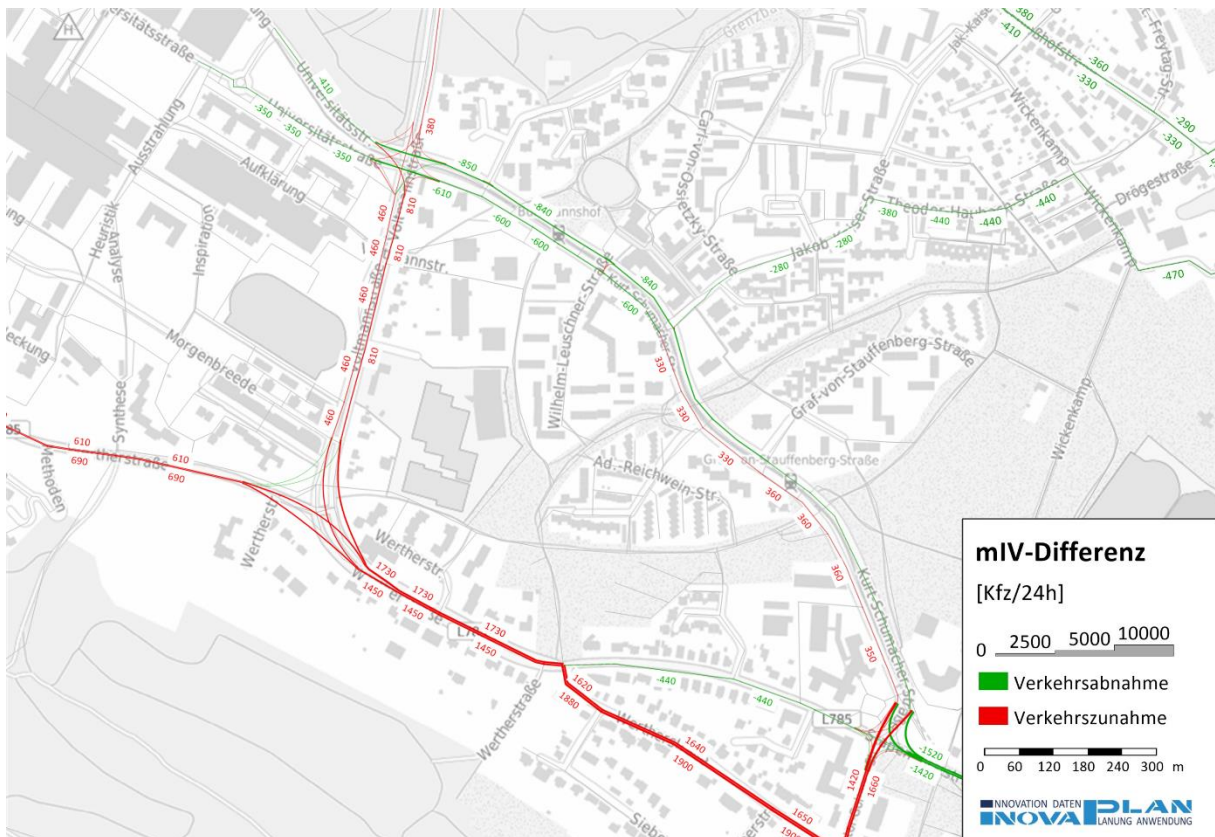 H
Universitätsstr.
-410
-350
-350
-350
Ausstrahlung
Aufklärung
Heuristik
Analyse
Inspiration
Morgenbreede
Synthese
Methoden
380
-850
-610
-840
-600
-600
-840
-600
460
810
460
810
460
810
460
810
460
Wilhelm-Leuschner-Straße
Carl-von-Ossietzky-Straße
Jakob-Kaiser-Straße
-280
-280
-380
-440
-440
-440
Wickenkamp
Wickenkamp
Wickenkamp
Drögestraße
-380
-410
-360
-330
-290
-330
-470
Graf-von-Stauffenberg-Straße
Ad.-Reichwein-Str.
Kurt-Schumacher-Straße
330
330
330
360
360
360
350
610
690
610
690
Wertherstr.
1730
1450
1730
1450
1730
1450
Wertherstraße
-440
-440
1620
1880
1640
1900
1650
L785
-1520
-1420
1420
1660
mIV-Differenz
[Kfz/24h]
0 2500 5000 10000
Verkehrsabnahme
Verkehrszunahme
0 60 120 180 240 300 m
INNOVATION DATEN
INOVAPLAN
PLANUNG ANWENDUNG